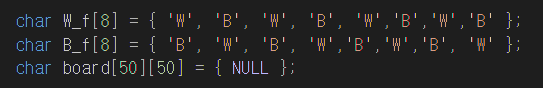 char W_f[8] = { 'W', 'B', 'W', 'B', 'W','B','W','B' };
char B_f[8] = { 'B', 'W', 'B', 'W','B','W','B', 'W' };
char board[50][50] = { NULL };